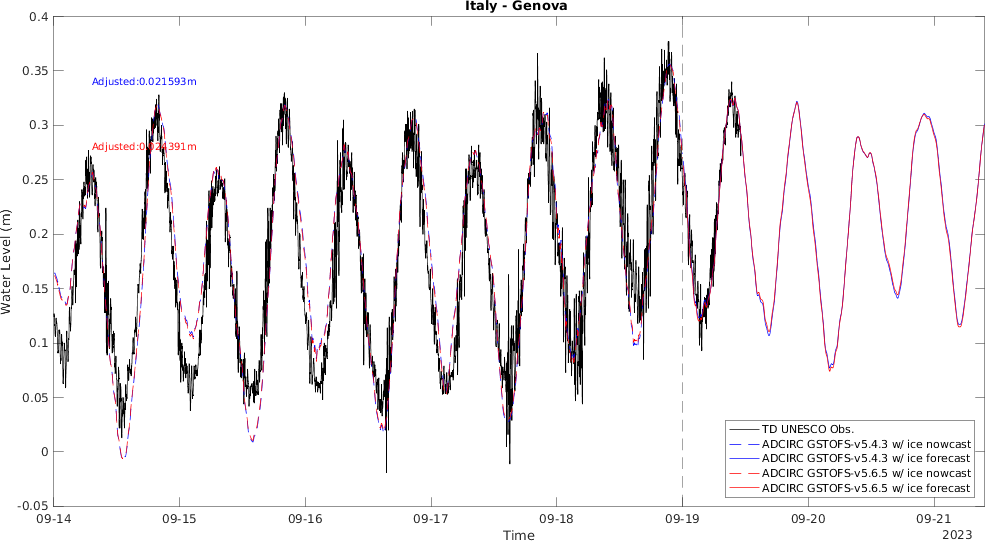 Italy - Genova
0.4
0.35
0.3
0.25
0.2
0.15
0.1
0.05
0
-0.05
Water Level (m)
Adjusted:0.021593m
Adjusted:0.024391m
TD UNESCO Obs.
ADCIRC GSTOFS-v5.4.3 w/ ice nowcast
ADCIRC GSTOFS-v5.4.3 w/ ice forecast
ADCIRC GSTOFS-v5.6.5 w/ ice nowcast
ADCIRC GSTOFS-v5.6.5 w/ ice forecast
09-14 09-15 09-16 09-17 09-18 09-19 09-20 09-21
Time
2023